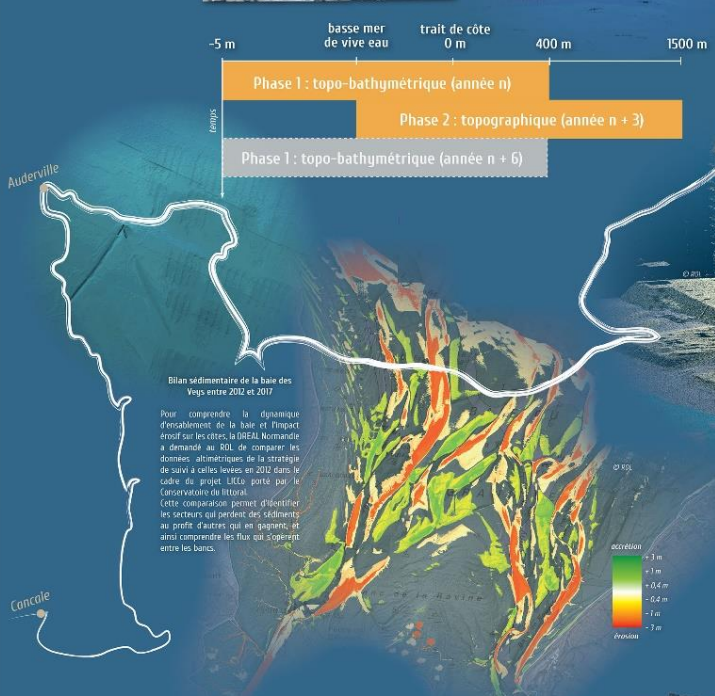 basse mer
de vive eau
trait de côte
-5 m
0 m
400 m
1500 m
Phase 1 : topo-bathymétrique (année n)
Phase 2 : topographique (année n + 3)
Phase 1 : topo-bathymétrique (année n + 6)
temps
Auderville
© ROL
Bilan sédimentaire de la baie des
Veys entre 2012 et 2017
Pour comprendre la dynamique
d'ensablement de la baie et l'impact
érosif sur les côtes, la DREAL Normandie
a demandé au ROL de comparer les
données altimétriques de la stratégie
de suivi à celles levées en 2012 dans le
cadre du projet LiCCo porté par le
Conservatoire du littoral.
Cette comparaison permet d'identifier
les secteurs qui perdent des sédiments
au profit d'autres qui en gagnent, et
ainsi comprendre les flux qui s'opèrent
entre les bancs.
© ROL
accrétion
+ 3 m
+ 1 m
+ 0,4 m
- 0,4 m
- 1 m
- 3 m
érosion
Cancale